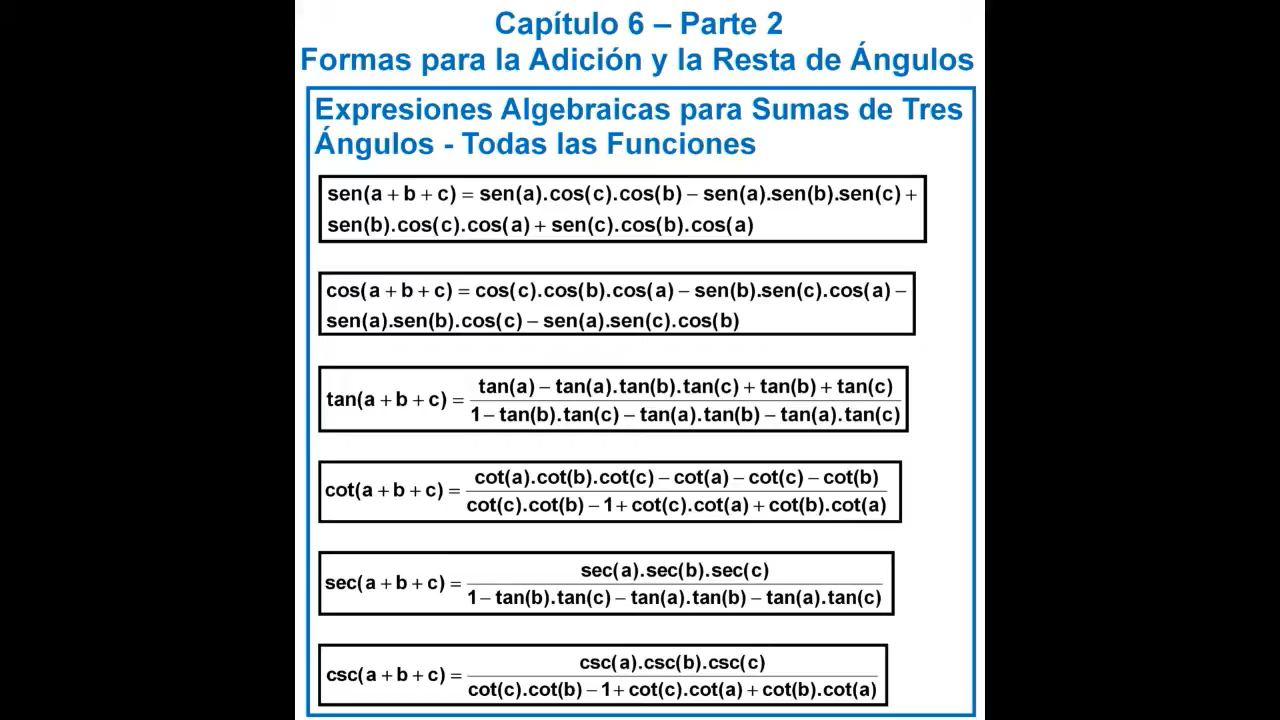 Capítulo 6 – Parte 2
Formas para la Adición y la Resta de Ángulos
Expresiones Algebraicas para Sumas de Tres
Ángulos - Todas las Funciones
sen(a + b + c) = sen(a).cos(c).cos(b) − sen(a).sen(b).sen(c) +
sen(b).cos(c).cos(a) + sen(c).cos(b).cos(a)
cos(a + b + c) = cos(c).cos(b).cos(a) − sen(b).sen(c).cos(a) −
sen(a).sen(b).cos(c) − sen(a).sen(c).cos(b)
tan(a) − tan(a).tan(b).tan(c) + tan(b) + tan(c)
tan(a + b + c) =
1 − tan(b).tan(c) − tan(a).tan(b) − tan(a).tan(c)
cot(a).cot(b).cot(c) − cot(a) − cot(c) − cot(b)
cot(a + b + c) =
cot(c).cot(b) − 1 + cot(c).cot(a) + cot(b).cot(a)
sec(a).sec(b).sec(c)
sec(a + b + c) =
1 − tan(b).tan(c) − tan(a).tan(b) − tan(a).tan(c)
csc(a).csc(b).csc(c)
csc(a + b + c) =
cot(c).cot(b) − 1 + cot(c).cot(a) + cot(b).cot(a)